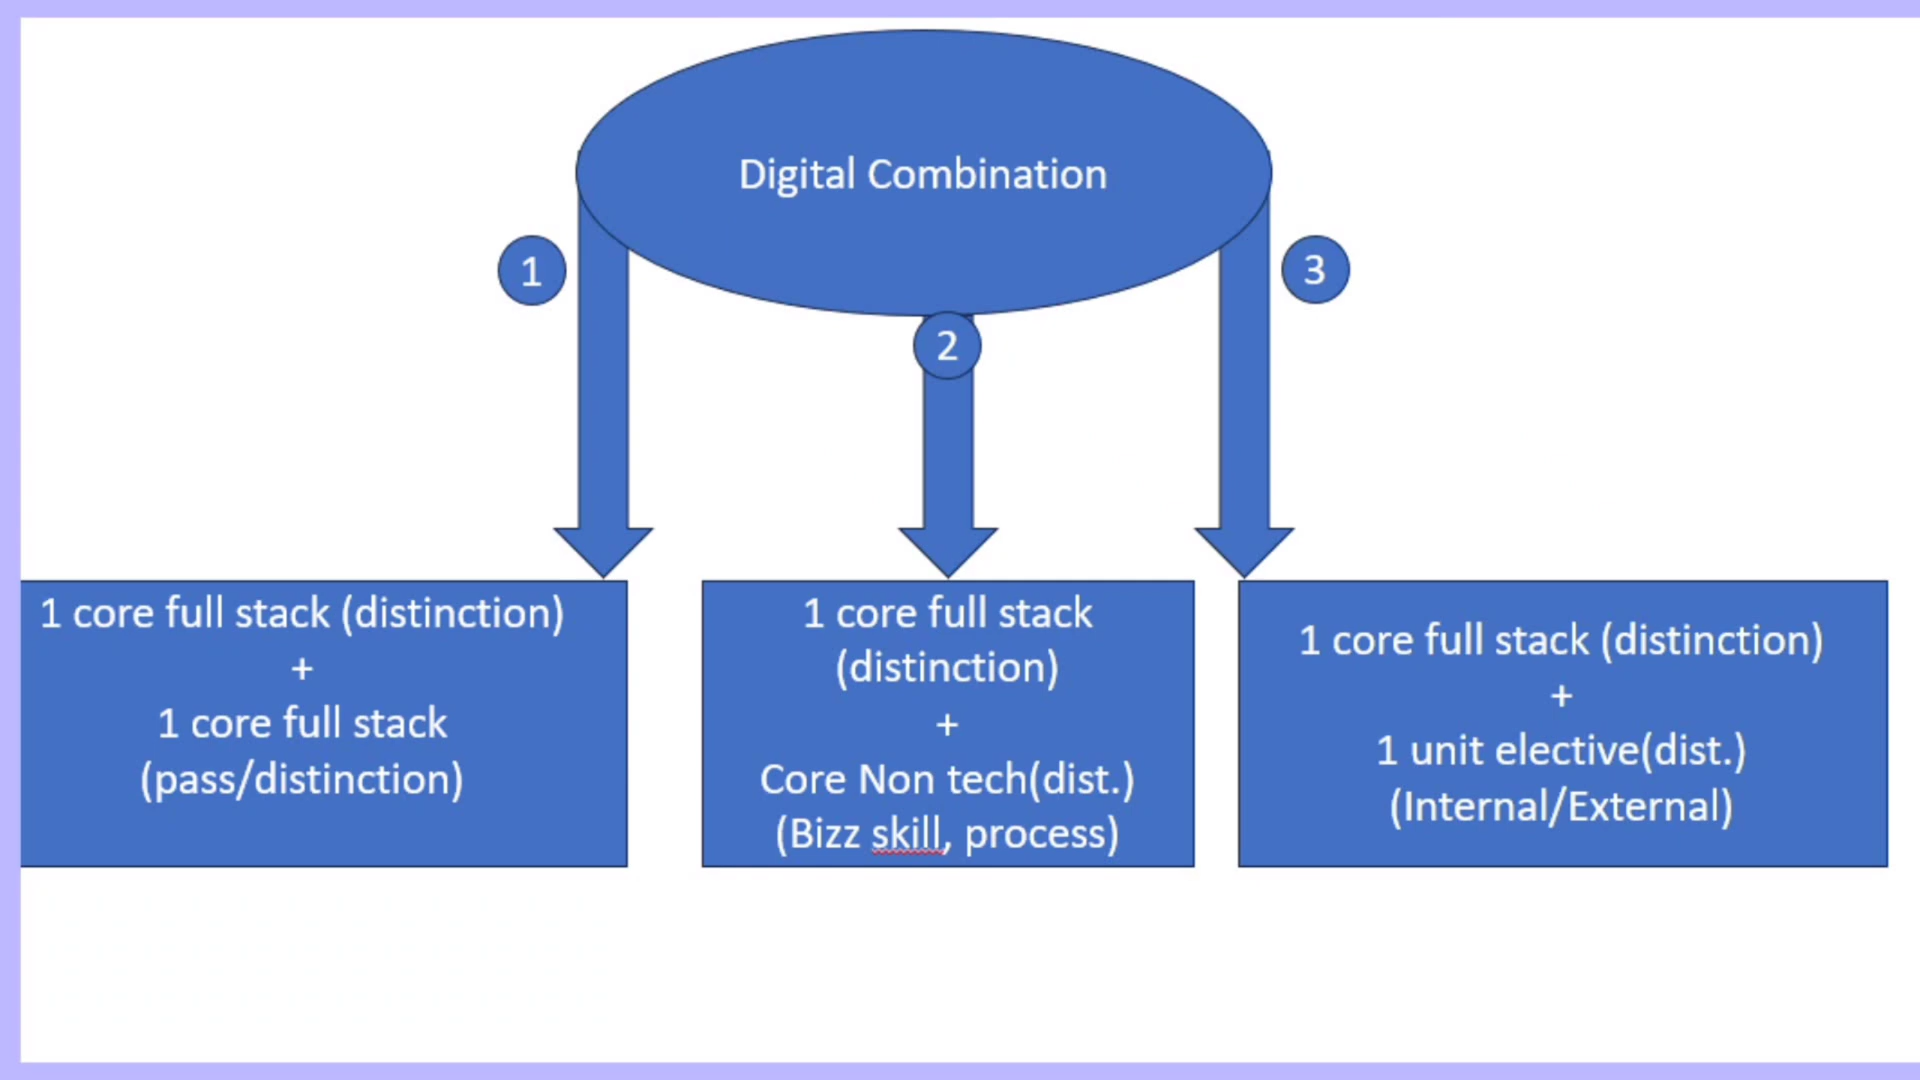 Digital Combination
1
2
3
1 core full stack (distinction)
+
1 core full stack
(pass/distinction)
1 core full stack
(distinction)
+
Core Non tech(dist.)
(Bizz skill, process)
1 core full stack (distinction)
+
1 unit elective(dist.)
(Internal/External)